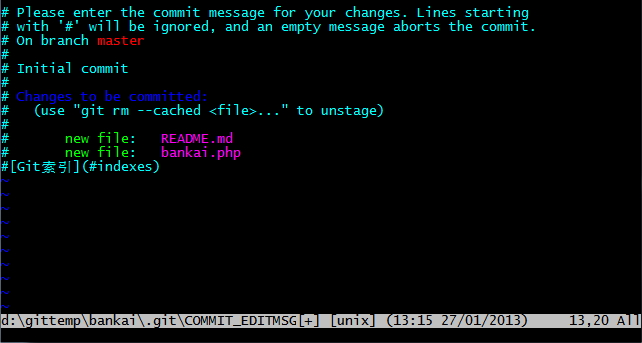 # Please enter the commit message for your changes. Lines starting
# with '#' will be ignored, and an empty message aborts the commit.
# On branch master
#
# Initial commit
#
# Changes to be committed:
#   (use "git rm --cached <file>..." to unstage)
#
#       new file:   README.md
#       new file:   bankai.php
#[Git索引](#indexes)
~
~
~
~
~
~
~
~
~
~
d:\gittemp\bankai\.git\COMMIT_EDITMSG[+] [unix] (13:15 27/01/2013)     13,20 All